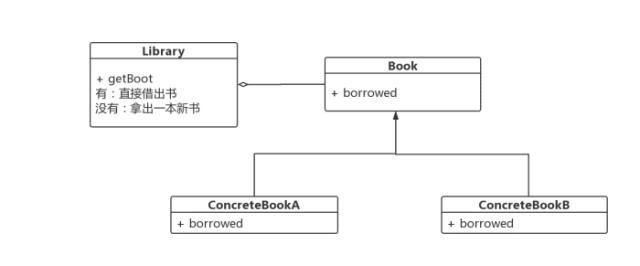 Library
+ getBoot
有：直接借出书
没有：拿出一本新书
Book
+ borrowed
ConcreteBookA
+ borrowed
ConcreteBookB
+ borrowed